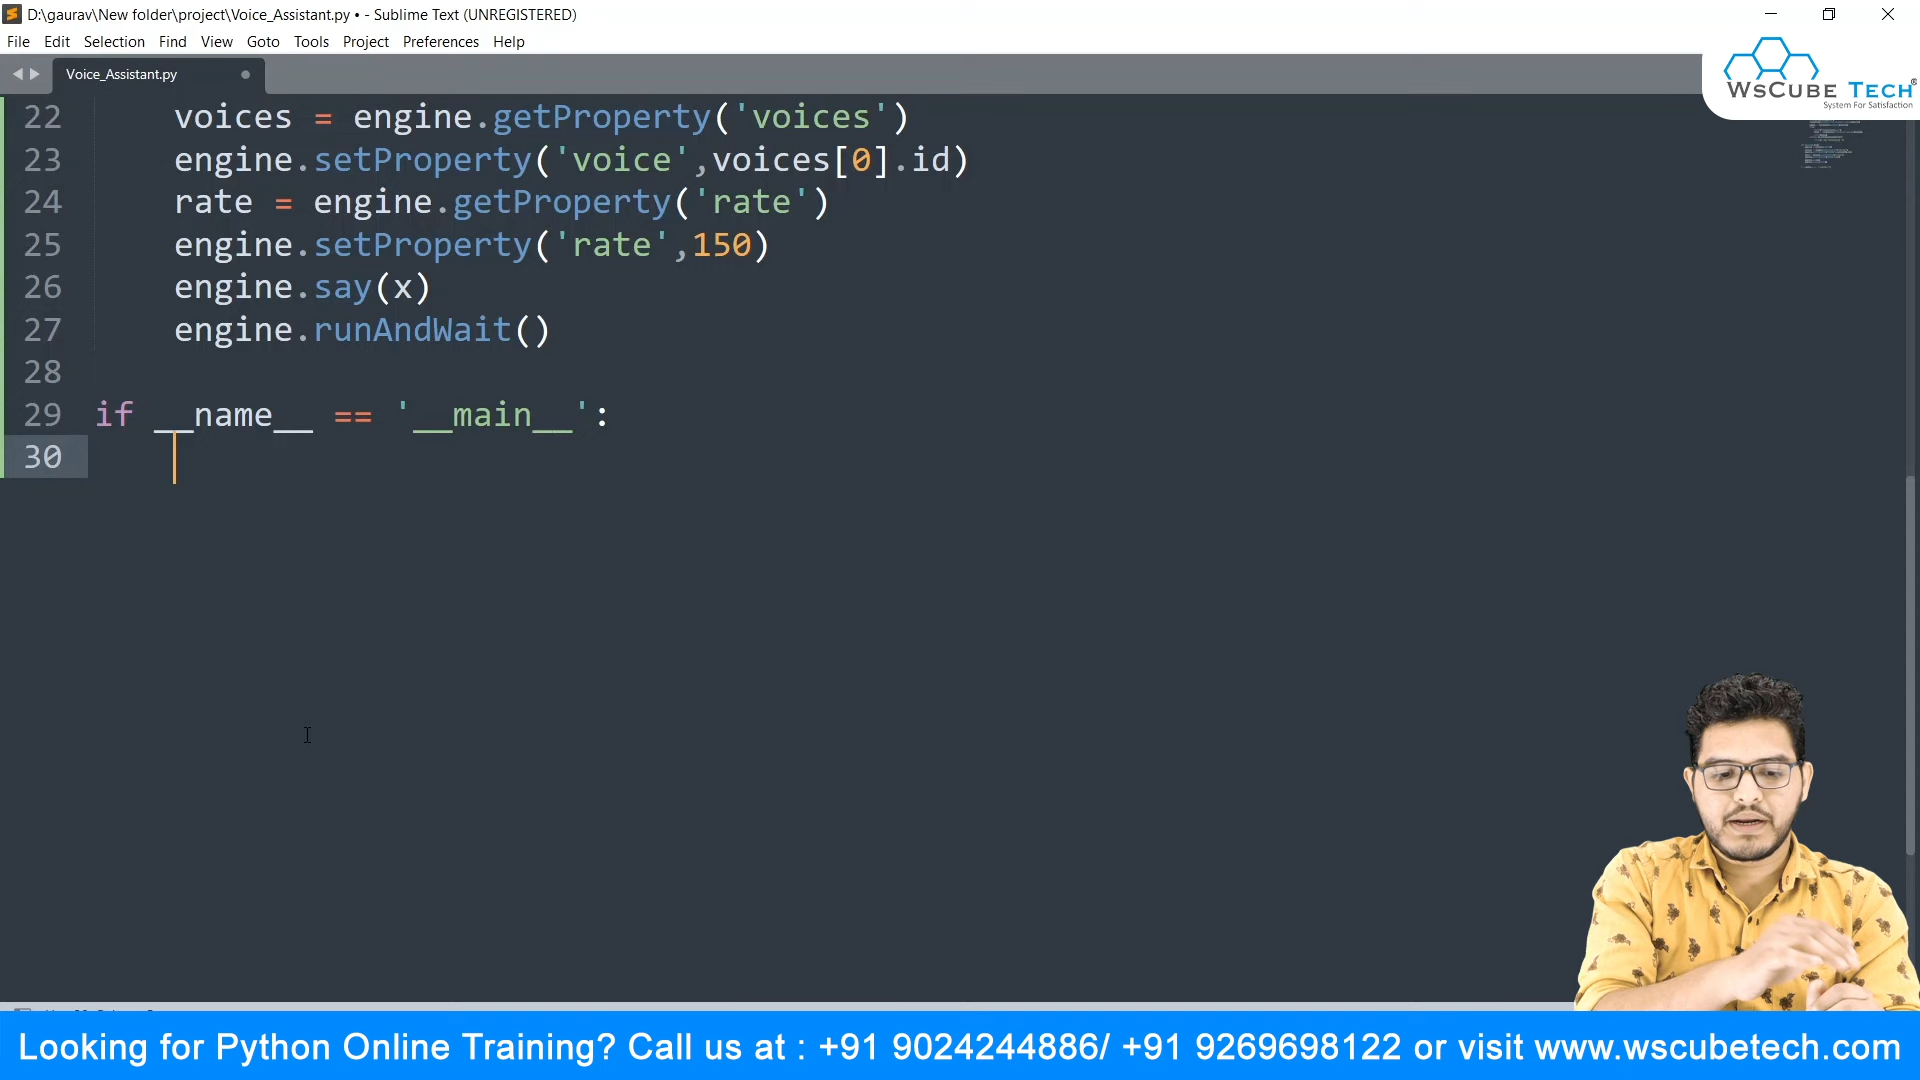 D:\gaurav\New folder\project\Voice_Assistant.py • - Sublime Text (UNREGISTERED)
File Edit Selection Find View Goto Tools Project Preferences Help
Voice_Assistant.py
WsCube Tech®
System For Satisfaction
22 voices = engine.getProperty('voices')
23 engine.setProperty('voice',voices[0].id)
24 rate = engine.getProperty('rate')
25 engine.setProperty('rate',150)
26 engine.say(x)
27 engine.runAndWait()
28
29 if __name__ == '__main__':
30
Looking for Python Online Training? Call us at : +91 9024244886/ +91 9269698122 or visit www.wscubetech.com